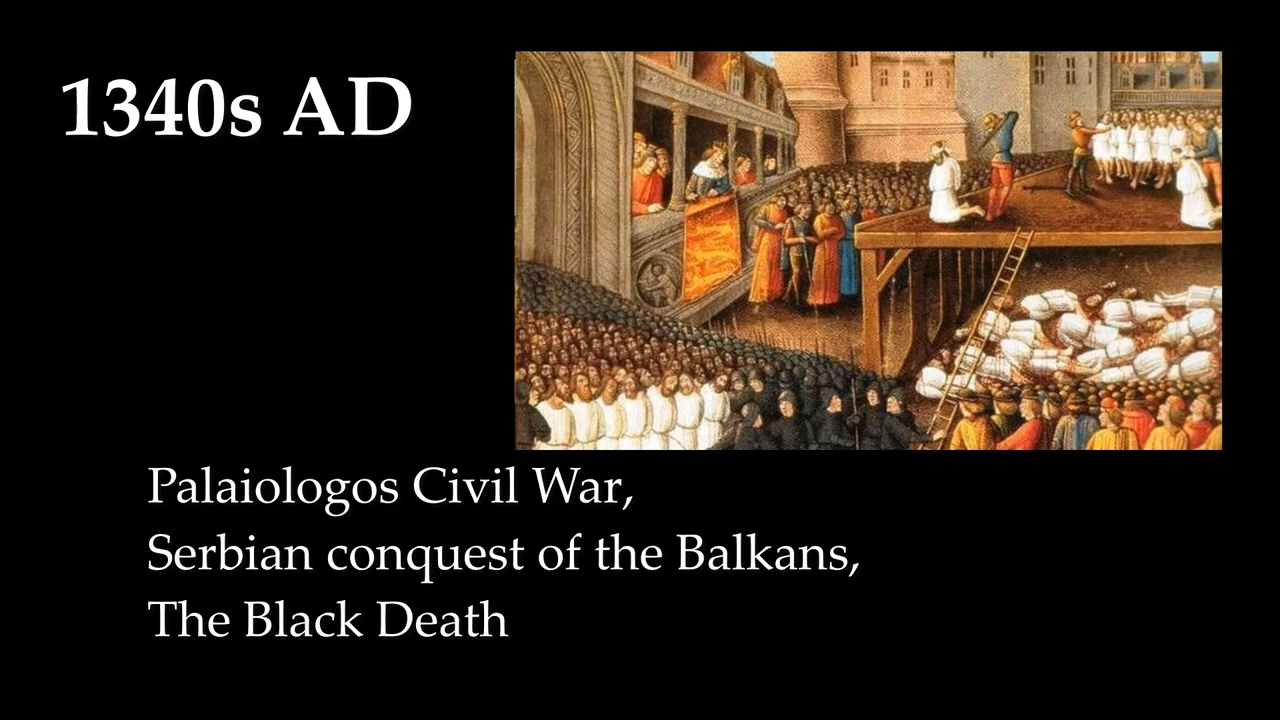 1340s AD
Palaiologos Civil War,
Serbian conquest of the Balkans,
The Black Death